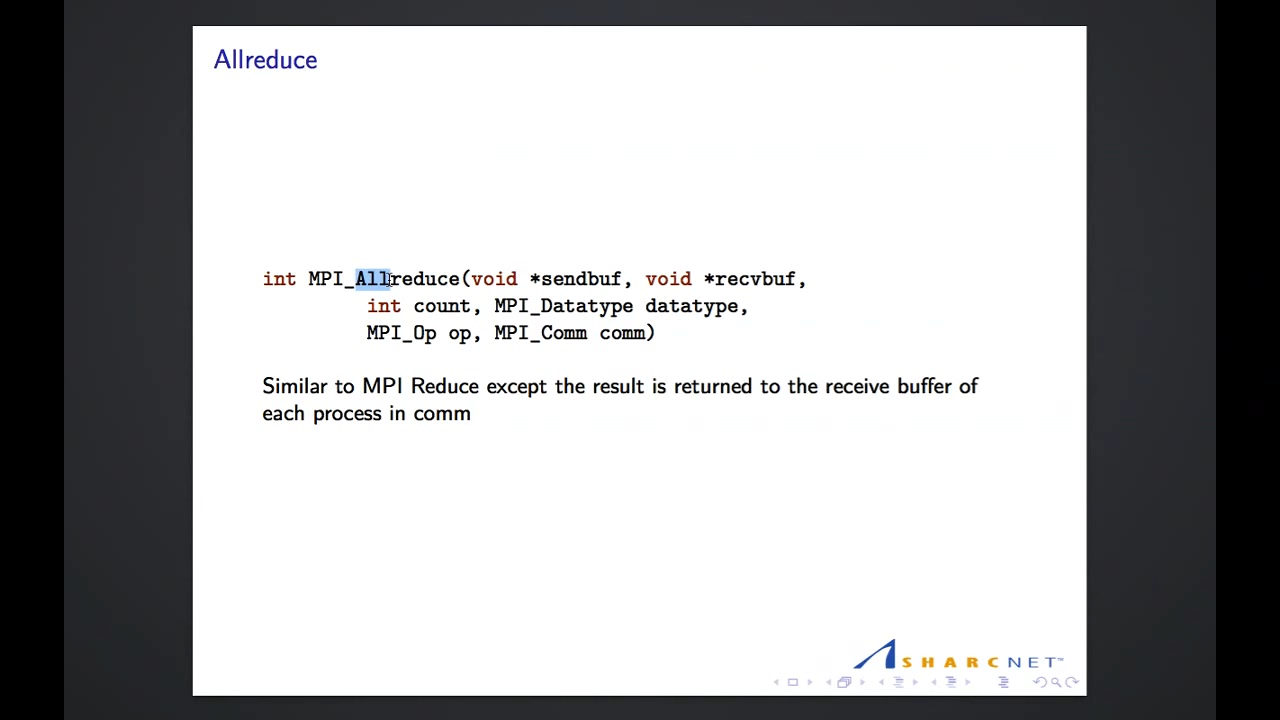 Allreduce
int MPI_Allreduce(void *sendbuf, void *recvbuf,
int count, MPI_Datatype datatype,
MPI_Op op, MPI_Comm comm)
Similar to MPI Reduce except the result is returned to the receive buffer of
each process in comm
SHARCNET™